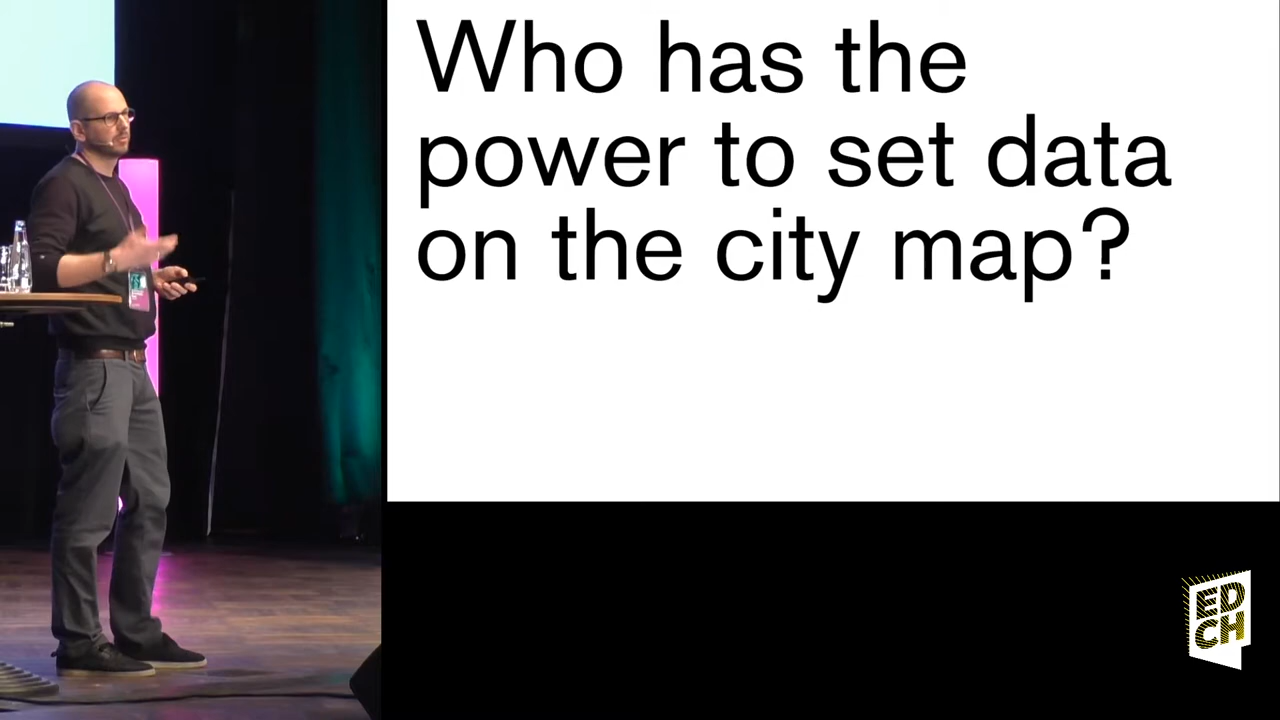 Who has the
power to set data
on the city map?
ED
CH